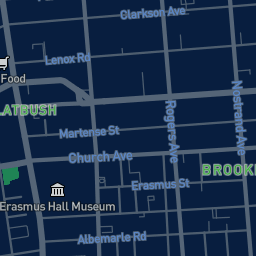 Clarkson Ave
Lenox Rd
Food
LATBUSH
Martense St
Rogers Ave
Nostrand Ave
Church Ave
BROOK
Erasmus St
Erasmus Hall Museum
Albemarle Rd